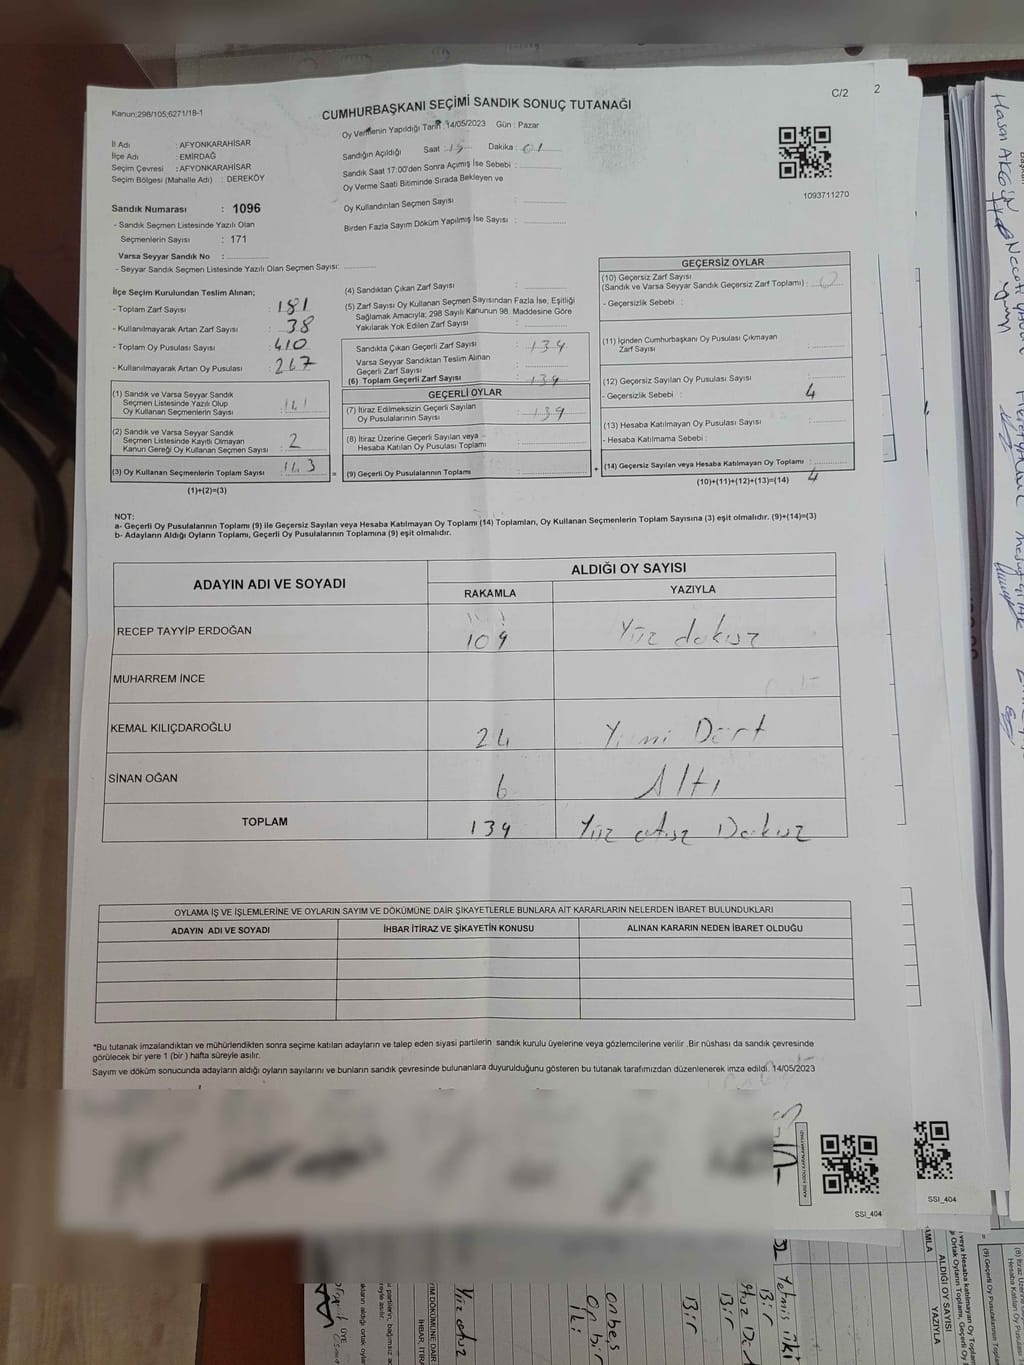 Kanun;298/105;6271/18-1
CUMHURBAŞKANI SEÇİMİ SANDIK SONUÇ TUTANAĞI
C/2
2
Oy Vermenin Yapıldığı Tarih : 14/05/2023 Gün : Pazar
İl Adı : AFYONKARAHİSAR
İlçe Adı : EMİRDAĞ
Seçim Çevresi : AFYONKARAHİSAR
Seçim Bölgesi (Mahalle Adı) : DEREKÖY
Sandık Numarası : 1096
- Sandık Seçmen Listesinde Yazılı Olan
Seçmenlerin Sayısı : 171
Varsa Seyyar Sandık No :
- Seyyar Sandık Seçmen Listesinde Yazılı Olan Seçmen Sayısı:
Sandığın Açıldığı Saat : Dakika : 01
Sandık Saat 17:00'den Sonra Açımış İse Sebebi :
Oy Verme Saati Bitiminde Sırada Bekleyen ve
Oy Kullandırılan Seçmen Sayısı :
Birden Fazla Sayım Döküm Yapılmış İse Sayısı :
1093711270
İlçe Seçim Kurulundan Teslim Alınan;
- Toplam Zarf Sayısı : 181
- Kullanılmayarak Artan Zarf Sayısı : 38
- Toplam Oy Pusulası Sayısı : 410
- Kullanılmayarak Artan Oy Pusulası : 267
(1) Sandık ve Varsa Seyyar Sandık
Seçmen Listesinde Yazılı Olup
Oy Kullanan Seçmenlerin Sayısı : 141
(2) Sandık ve Varsa Seyyar Sandık
Seçmen Listesinde Kayıtlı Olmayan
Kanun Gereği Oy Kullanan Seçmen Sayısı : 2
(3) Oy Kullanan Seçmenlerin Toplam Sayısı : 143
(1)+(2)=(3)
(4) Sandıktan Çıkan Zarf Sayısı :
(5) Zarf Sayısı Oy Kullanan Seçmen Sayısından Fazla İse, Eşitliği
Sağlamak Amacıyla; 298 Sayılı Kanunun 98. Maddesine Göre
Yakılarak Yok Edilen Zarf Sayısı :
Sandıkta Çıkan Geçerli Zarf Sayısı : 139
Varsa Seyyar Sandıktan Teslim Alınan
Geçerli Zarf Sayısı :
(6) Toplam Geçerli Zarf Sayısı : 139
GEÇERLİ OYLAR
(7) İtiraz Edilmeksizin Geçerli Sayılan
Oy Pusulalarının Sayısı : 139
(8) İtiraz Üzerine Geçerli Sayılan veya
Hesaba Katılan Oy Pusulası Toplamı :
(9) Geçerli Oy Pusulalarının Toplamı :
GEÇERSİZ OYLAR
(10) Geçersiz Zarf Sayısı
(Sandık ve Varsa Seyyar Sandık Geçersiz Zarf Toplamı) : 0
- Geçersizlik Sebebi :
(11) İçinden Cumhurbaşkanı Oy Pusulası Çıkmayan
Zarf Sayısı :
(12) Geçersiz Sayılan Oy Pusulası Sayısı :
- Geçersizlik Sebebi : 4
(13) Hesaba Katılmayan Oy Pusulası Sayısı :
- Hesaba Katılmama Sebebi :
(14) Geçersiz Sayılan veya Hesaba Katılmayan Oy Toplamı :
(10)+(11)+(12)+(13)=(14) 4
NOT:
a- Geçerli Oy Pusulalarının Toplamı (9) ile Geçersiz Sayılan veya Hesaba Katılmayan Oy Toplamı (14) Toplamları, Oy Kullanan Seçmenlerin Toplam Sayısına (3) eşit olmalıdır. (9)+(14)=(3)
b- Adayların Aldığı Oyların Toplamı, Geçerli Oy Pusulalarının Toplamına (9) eşit olmalıdır.
ADAYIN ADI VE SOYADI
ALDIĞI OY SAYISI
RAKAMLA YAZIYLA
RECEP TAYYİP ERDOĞAN 109 Yüz dokuz
MUHARREM İNCE
KEMAL KILIÇDAROĞLU 24 Yirmi Dört
SİNAN OĞAN 6 Altı
TOPLAM 139 Yüz otuz Dokuz
OYLAMA İŞ VE İŞLEMLERİNE VE OYLARIN SAYIM VE DÖKÜMÜNE DAİR ŞİKAYETLERLE BUNLARA AİT KARARLARIN NELERDEN İBARET BULUNDUKLARI
ADAYIN ADI VE SOYADI İHBAR İTİRAZ VE ŞİKAYETİN KONUSU ALINAN KARARIN NEDEN İBARET OLDUĞU
*Bu tutanak imzalandıktan ve mühürlendikten sonra seçime katılan adayların ve talep eden siyasi partilerin sandık kurulu üyelerine veya gözlemcilerine verilir .Bir nüshası da sandık çevresinde
görülecek bir yere 1 (bir ) hafta süreyle asılır.
Sayım ve döküm sonucunda adayların aldığı oyların sayılarını ve bunların sandık çevresinde bulunanlara duyurulduğunu gösteren bu tutanak tarafımızdan düzenlenerek imza edildi. 14/05/2023
SSI_404
SSI_404
Yüz otuz
onbeş
On bir
iki
Bir
Bir
ALDIĞI OY SAYISI
YAZIYLA